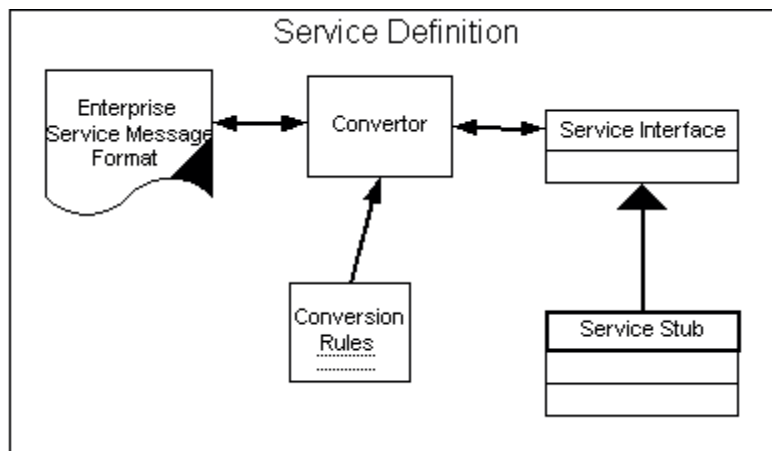 Service Definition
Enterprise
Service Message
Format
Convertor
Service Interface
Conversion
Rules
Service Stub